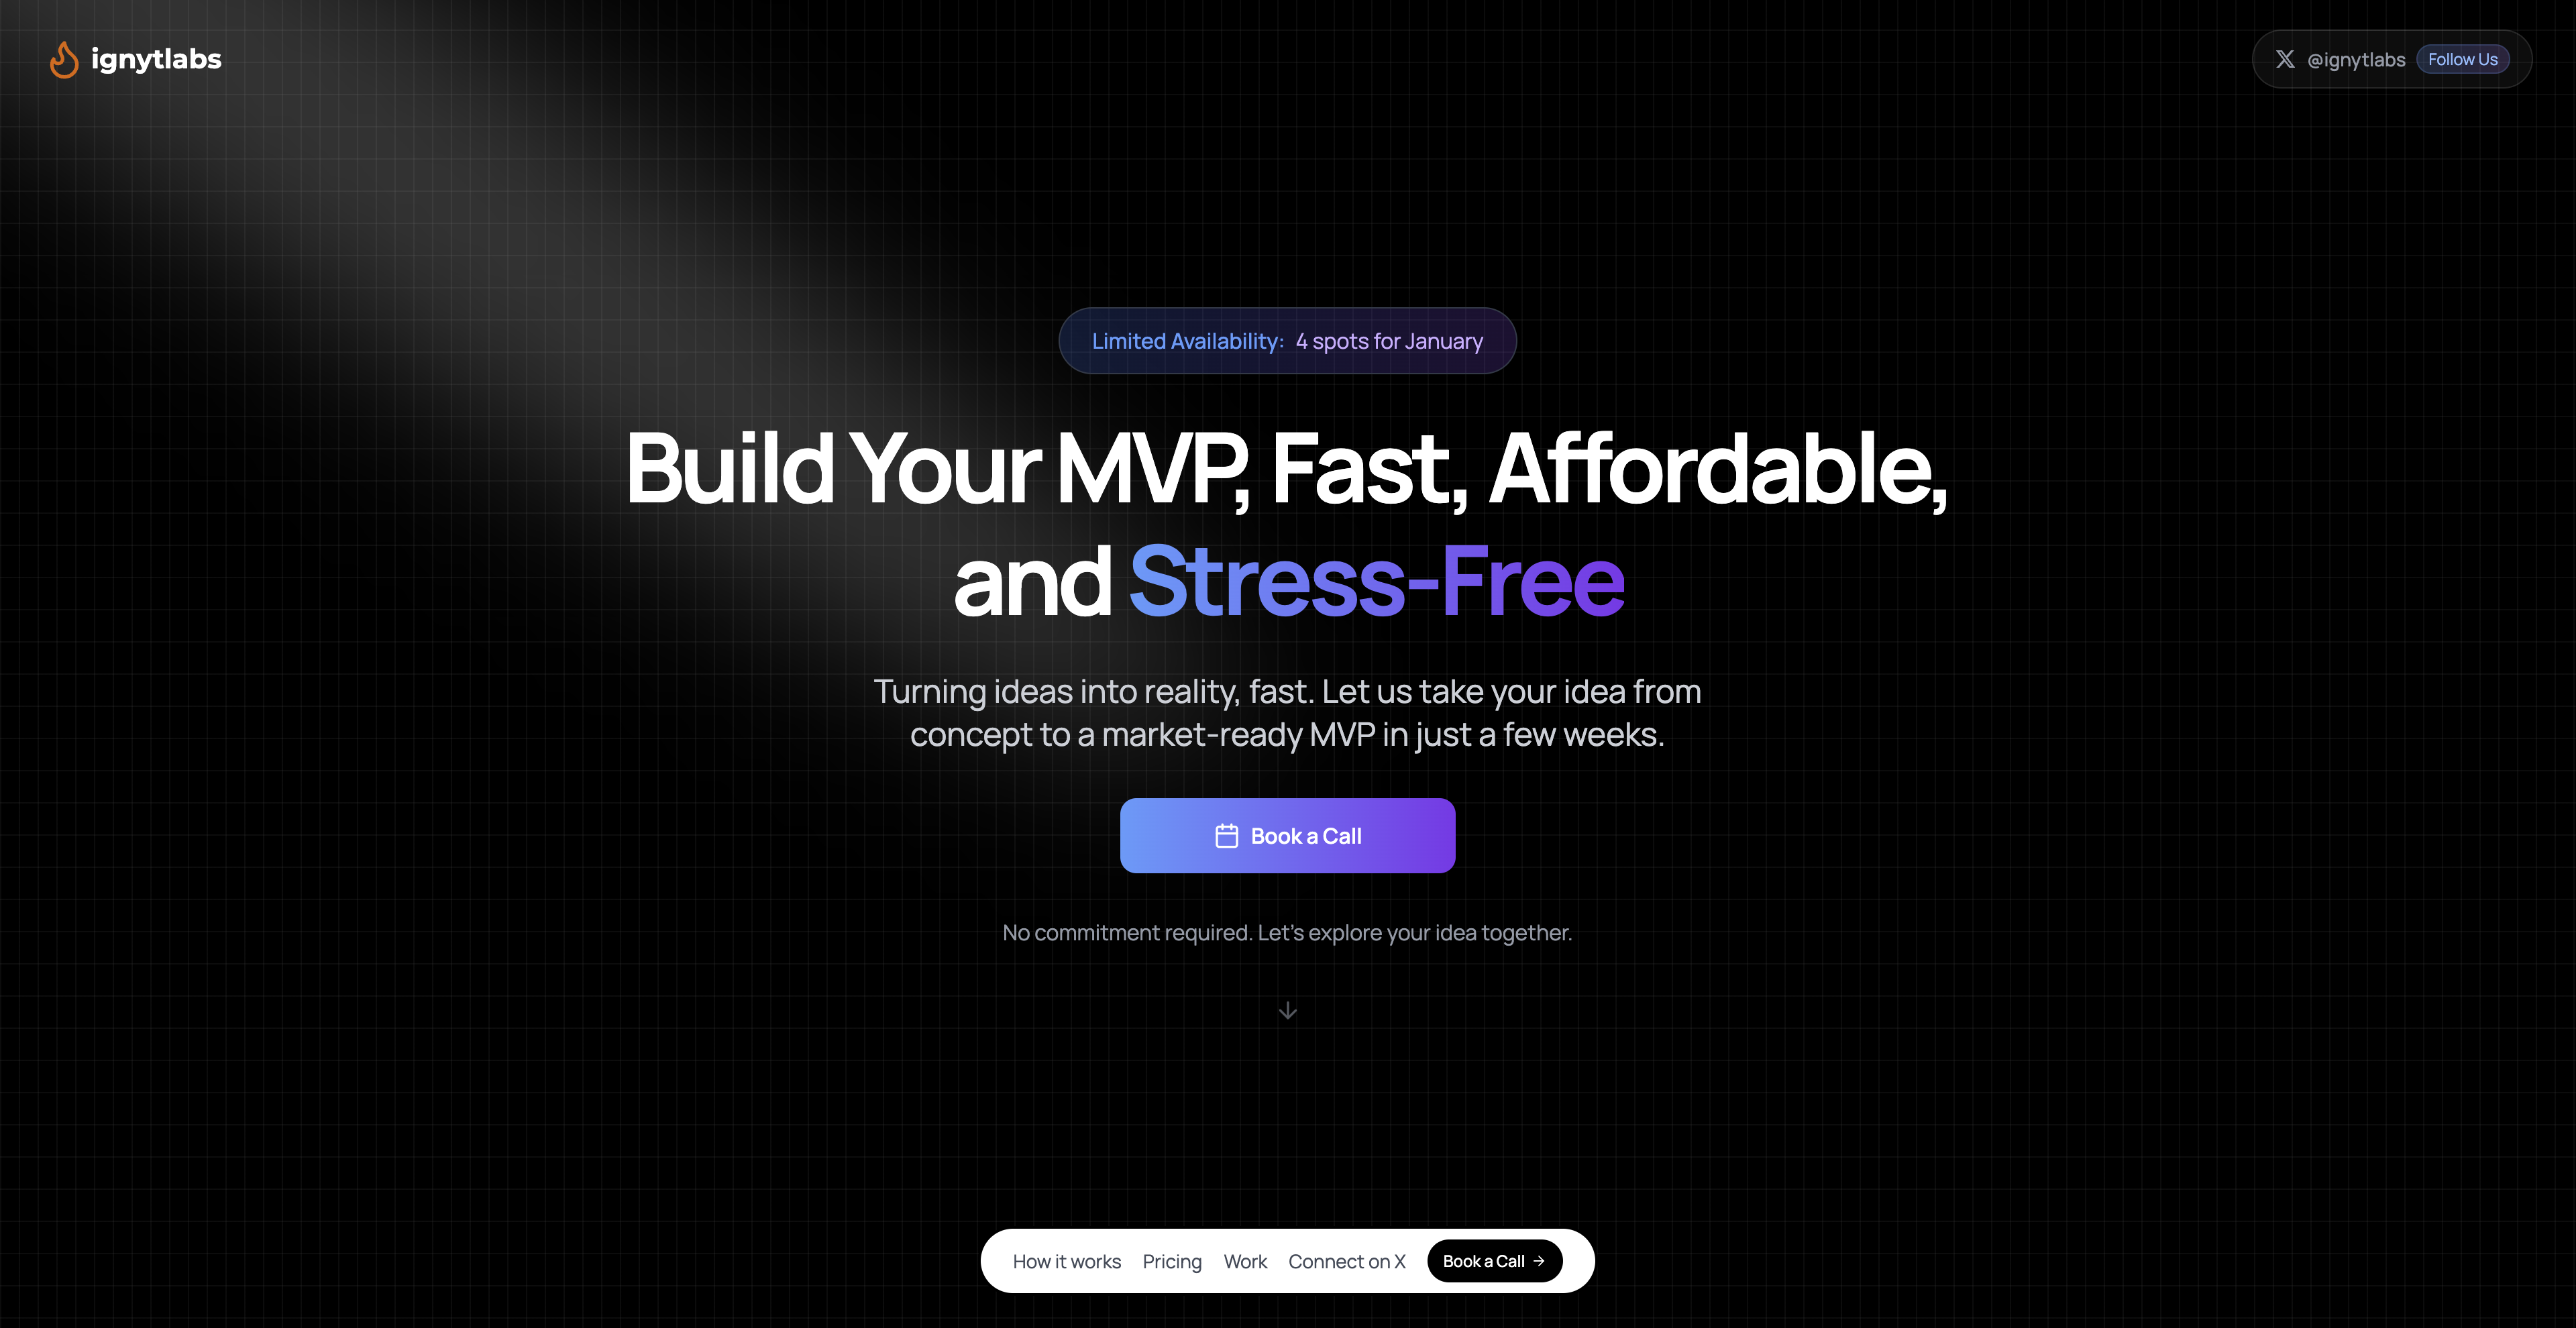 ignytlabs
@ignytlabs Follow Us
Limited Availability: 4 spots for January
Build Your MVP, Fast, Affordable,
and Stress-Free
Turning ideas into reality, fast. Let us take your idea from
concept to a market-ready MVP in just a few weeks.
Book a Call
No commitment required. Let's explore your idea together.
How it works Pricing Work Connect on X Book a Call →